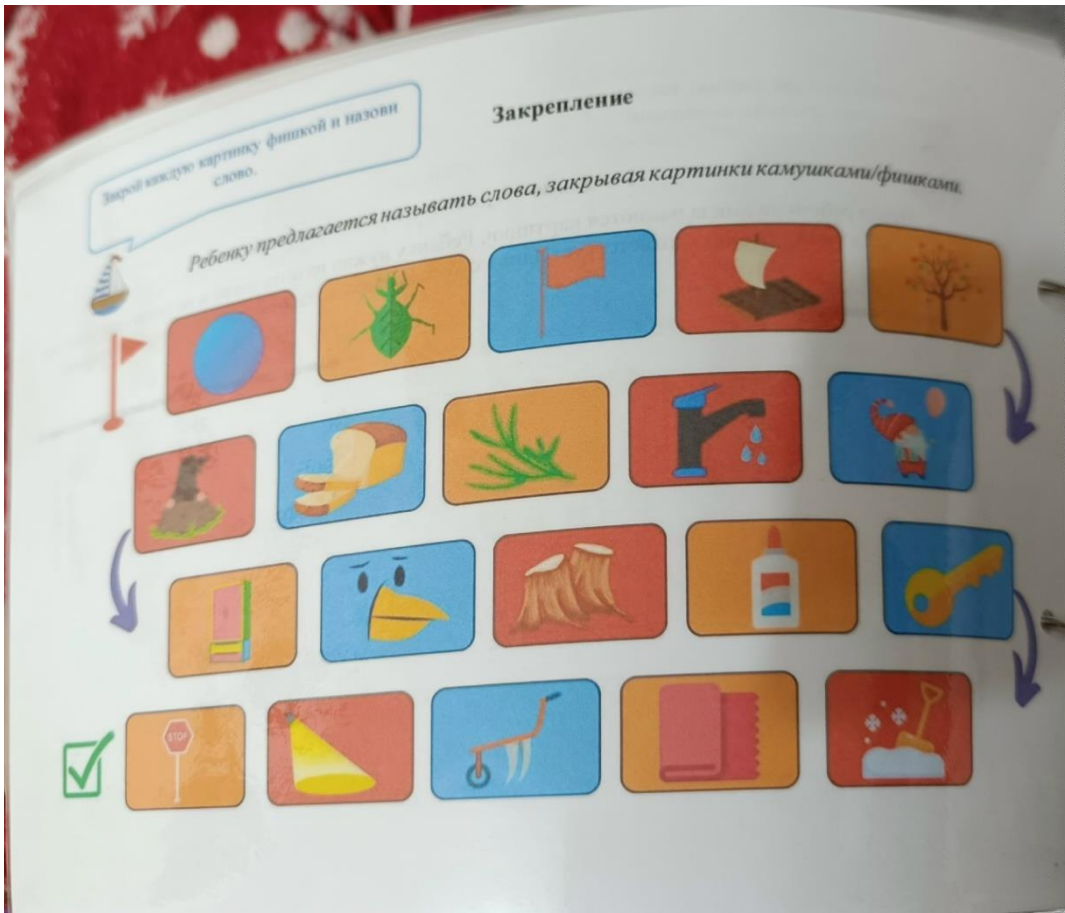 Закрепление
Закрой каждую картинку фишкой и назови
слово.
Ребенку предлагается называть слова, закрывая картинки камушками/фишками.
STOP